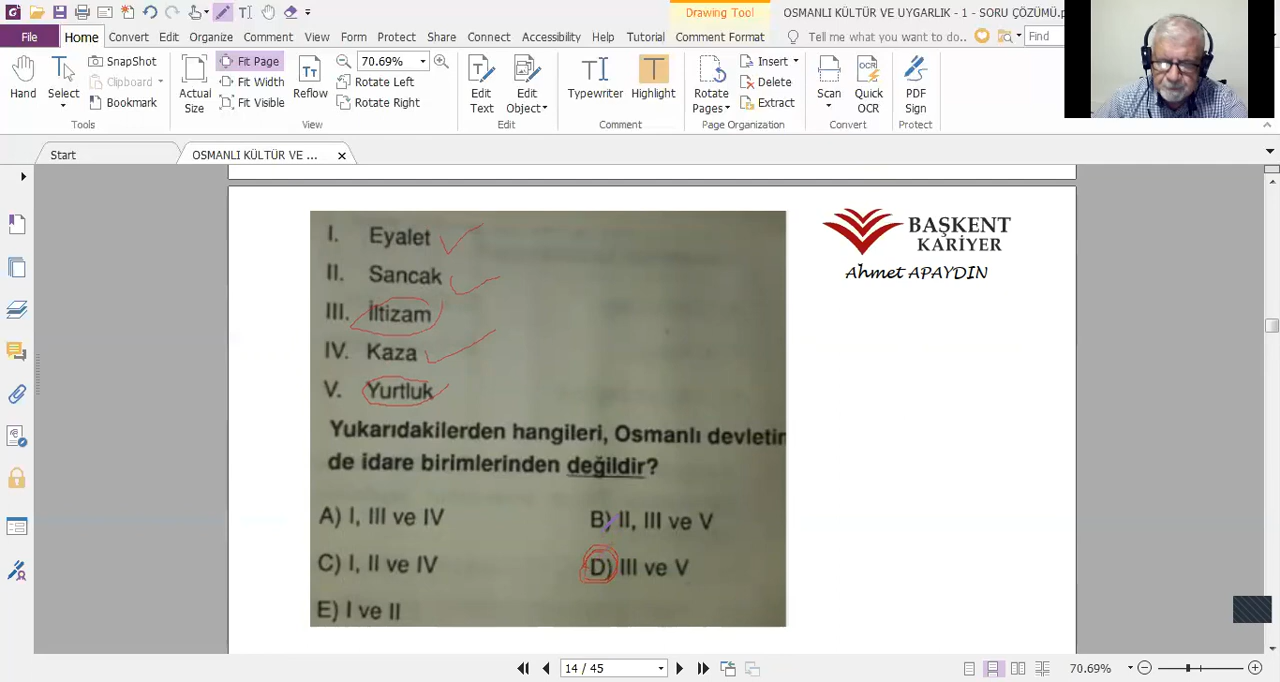 OSMANLI KÜLTÜR VE UYGARLIK - 1 - SORU ÇÖZÜMÜ.p
Drawing Tool
File Home Convert Edit Organize Comment View Form Protect Share Connect Accessibility Help Tutorial Comment Format Tell me what you want to do.. Find
Hand Select SnapShot Clipboard Bookmark
Tools
Actual Size Fit Page Fit Width Fit Visible Reflow 70.69% Rotate Left Rotate Right
View
Edit Text Edit Object
Edit
Typewriter Highlight
Comment
Rotate Pages Insert Delete Extract
Page Organization
Scan Quick OCR
Convert
PDF Sign
Protect
Start OSMANLI KÜLTÜR VE ...
BAŞKENT
KARİYER
Ahmet APAYDIN
I. Eyalet
II. Sancak
III. İltizam
IV. Kaza
V. Yurtluk
Yukarıdakilerden hangileri, Osmanlı devletin
de idare birimlerinden değildir?
A) I, III ve IV B) II, III ve V
C) I, II ve IV D) III ve V
E) I ve II
14 / 45 70.69%